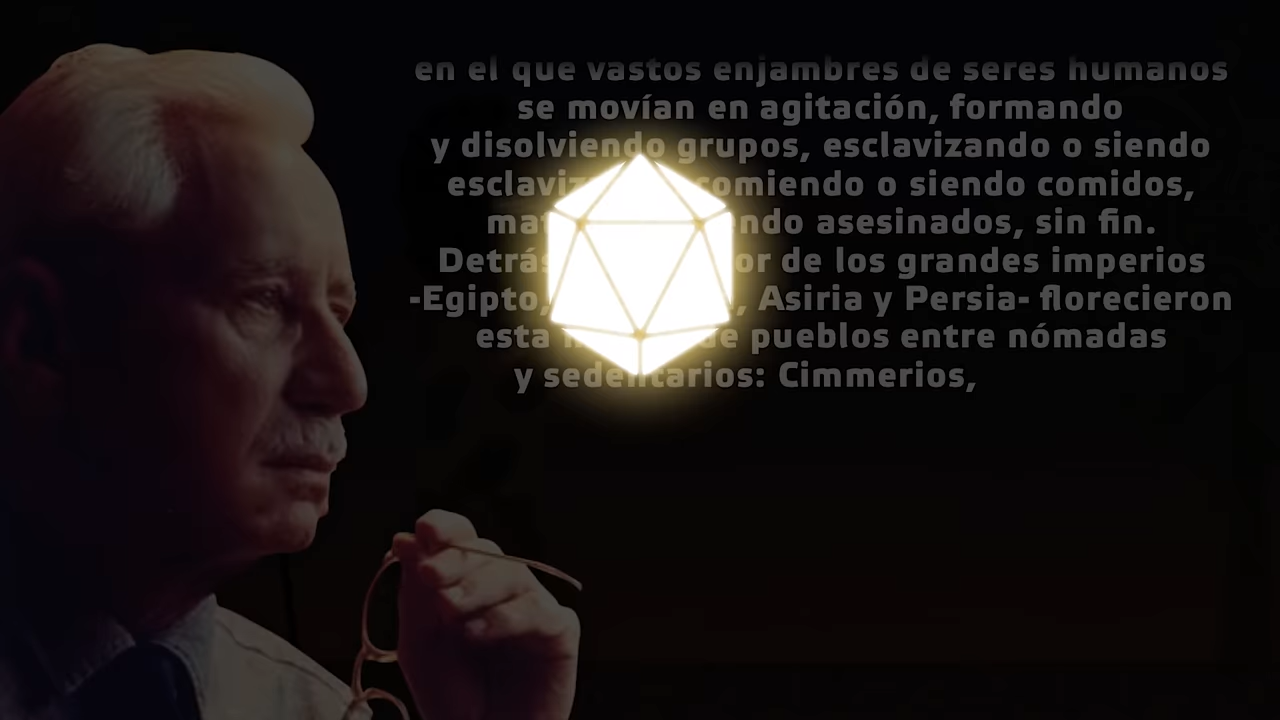 en el que vastos enjambres de seres humanos
se movían en agitación, formando
y disolviendo grupos, esclavizando o siendo
comiendo o siendo comidos,
asesinados, sin fin.
de los grandes imperios
-Egipto, Asiria y Persia- florecieron
esta de pueblos entre nómadas
y sedentarios: Cimmerios,